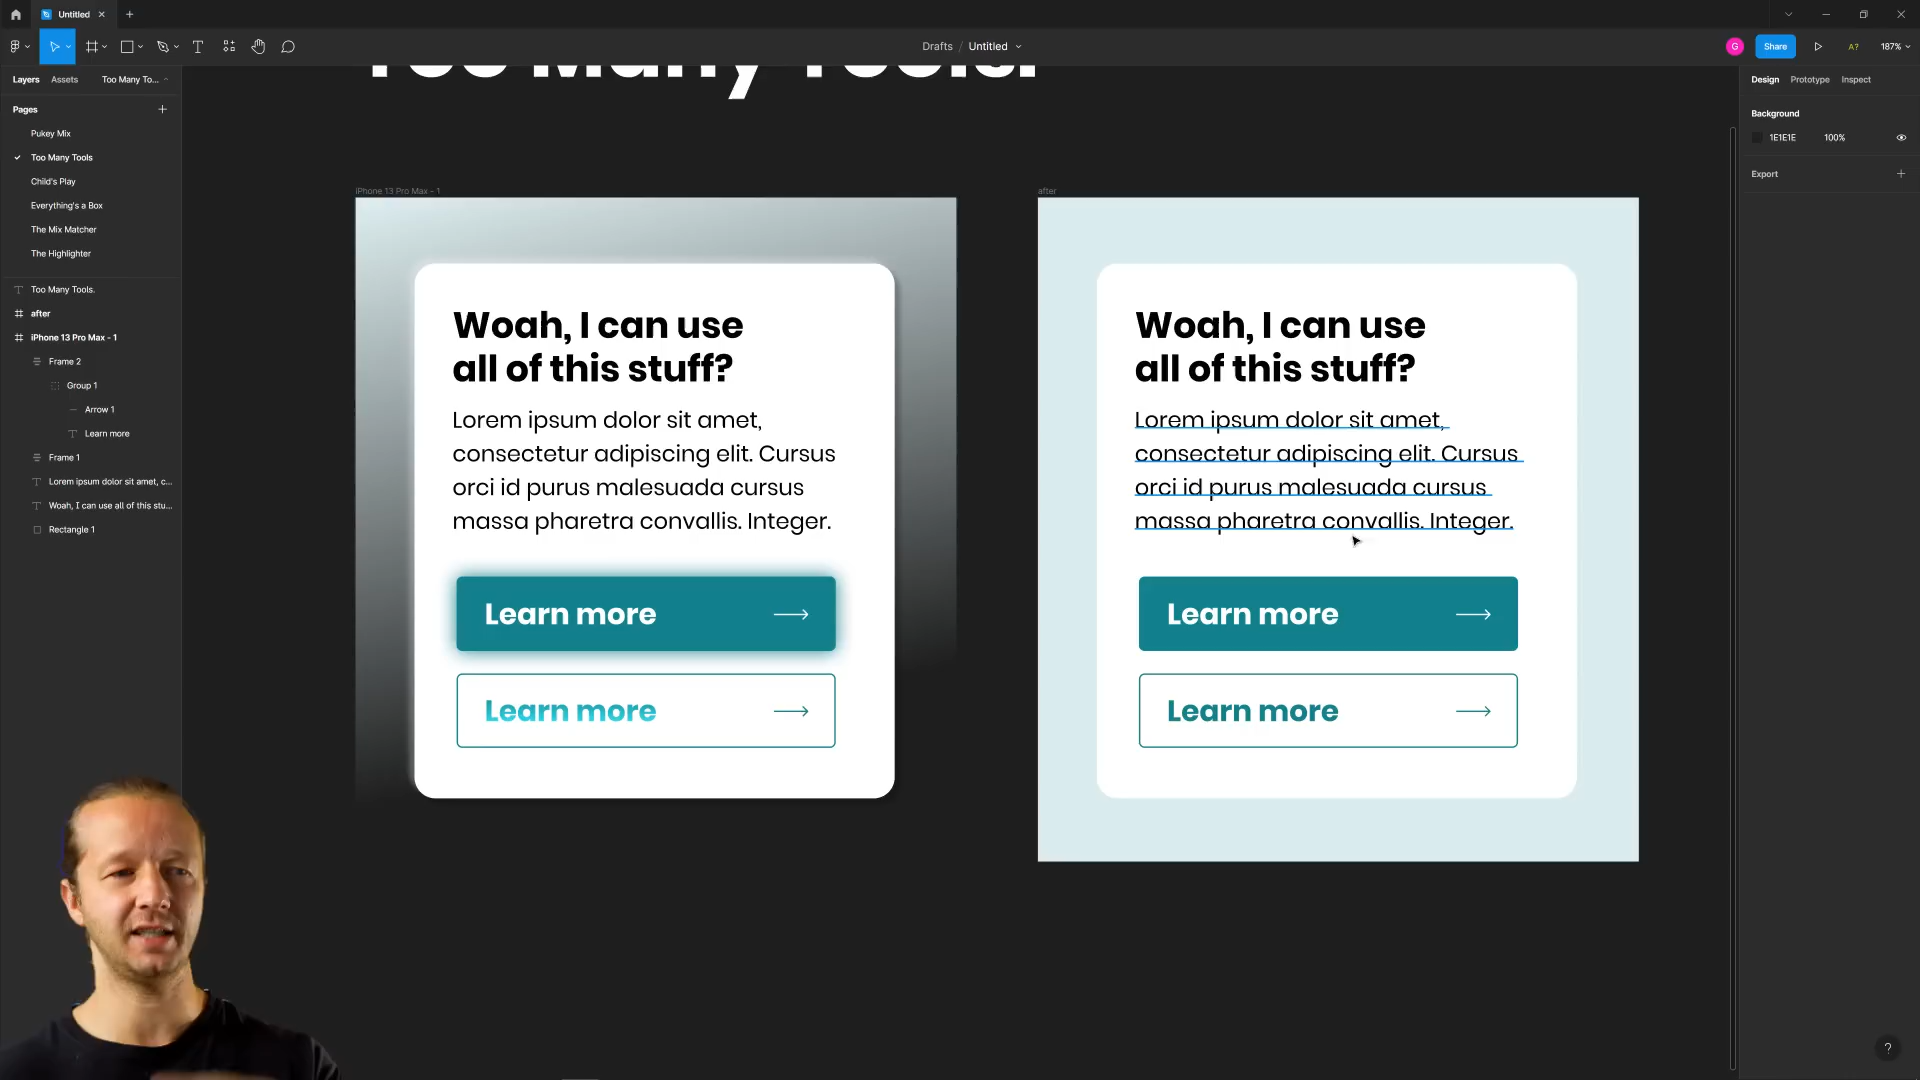 Untitled
Drafts / Untitled
G
Share
A?
187%
Layers
Assets
Too Many To...
Pages
Pukey Mix
Too Many Tools
Child's Play
Everything's a Box
The Mix Matcher
The Highlighter
Too Many Tools.
after
iPhone 13 Pro Max - 1
Frame 2
Group 1
Arrow 1
Learn more
Frame 1
Lorem ipsum dolor sit amet, c...
Woah, I can use all of this stu...
Rectangle 1
Too Many Tools.
iPhone 13 Pro Max - 1
Woah, I can use
all of this stuff?
Lorem ipsum dolor sit amet,
consectetur adipiscing elit. Cursus
orci id purus malesuada cursus
massa pharetra convallis. Integer.
Learn more
Learn more
after
Woah, I can use
all of this stuff?
Lorem ipsum dolor sit amet,
consectetur adipiscing elit. Cursus
orci id purus malesuada cursus
massa pharetra convallis. Integer.
Learn more
Learn more
Design
Prototype
Inspect
Background
1E1E1E
100%
Export
?